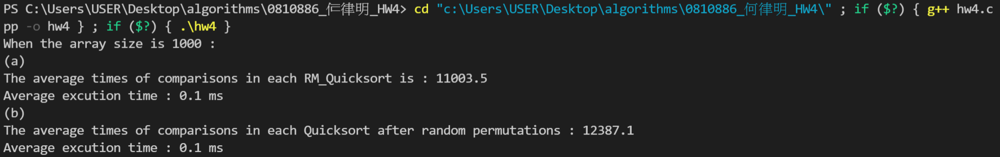 PS C:\Users\USER\Desktop\algorithms\0810886_何律明_HW4> cd "c:\Users\USER\Desktop\algorithms\0810886_何律明_HW4\" ; if ($?) { g++ hw4.c
pp -o hw4 } ; if ($?) { .\hw4 }
When the array size is 1000 :
(a)
The average times of comparisons in each RM_Quicksort is : 11003.5
Average excution time : 0.1 ms
(b)
The average times of comparisons in each Quicksort after random permutations : 12387.1
Average excution time : 0.1 ms